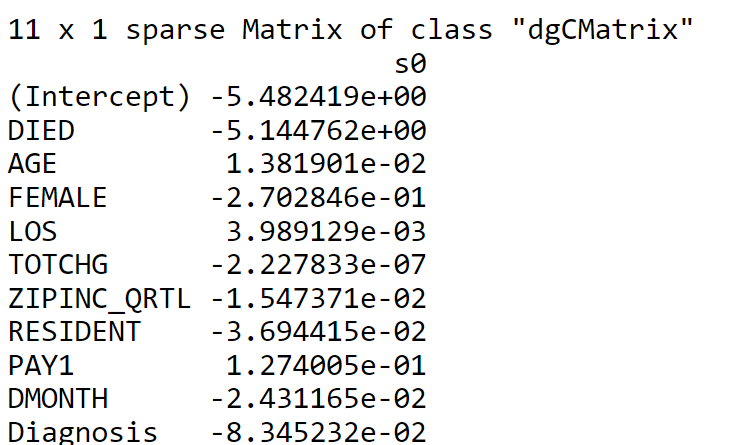 11 x 1 sparse Matrix of class "dgCMatrix"
s0
(Intercept) -5.482419e+00
DIED -5.144762e+00
AGE 1.381901e-02
FEMALE -2.702846e-01
LOS 3.989129e-03
TOTCHG -2.227833e-07
ZIPINC_QRTL -1.547371e-02
RESIDENT -3.694415e-02
PAY1 1.274005e-01
DMONTH -2.431165e-02
Diagnosis -8.345232e-02